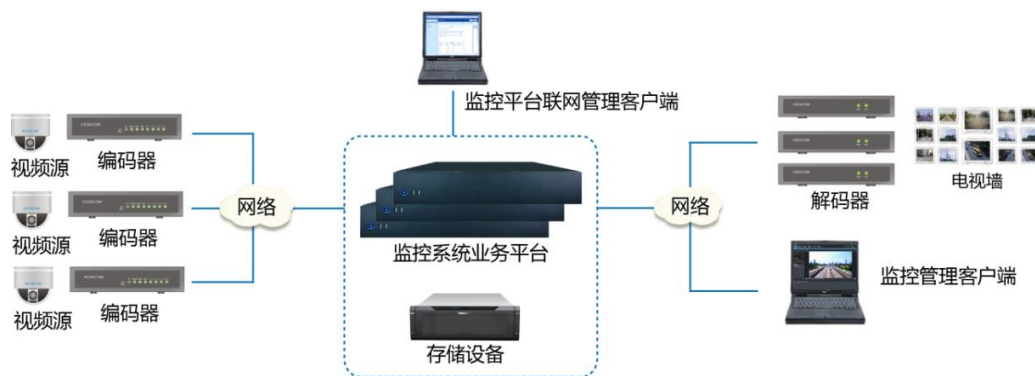 监控平台联网管理客户端
视频源
编码器
视频源
编码器
视频源
编码器
网络
监控系统业务平台
存储设备
网络
解码器
电视墙
监控管理客户端